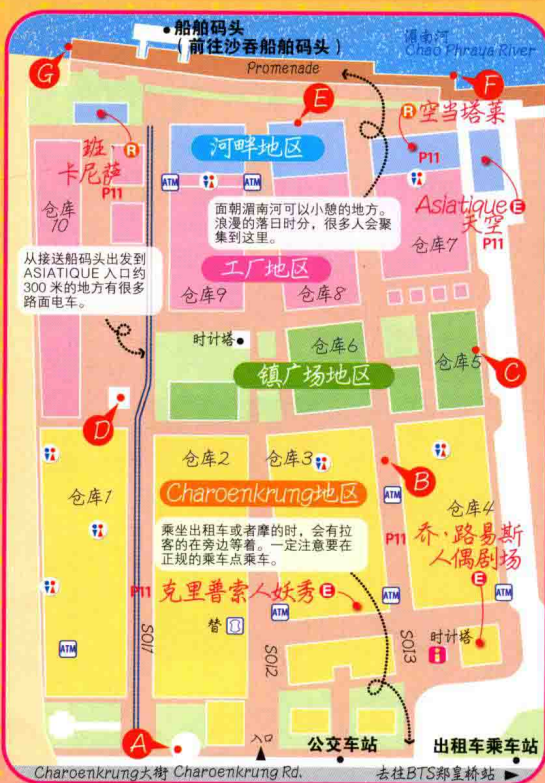 船舶码头
（前往沙吞船舶码头）
湄南河
Chao Phraya River
G
Promenade
F
E
R 空当塔莱
P11
河畔地区
班·
卡尼萨
R
P11
ATM
ATM
Asiatique E
天空
P11
仓库
10
面朝湄南河可以小憩的地方。
浪漫的落日时分，很多人会聚
集到这里。
仓库7
从接送船码头出发到
ASIATIQUE 入口约
300 米的地方有很多
路面电车。
工厂地区
仓库9
仓库8
时计塔
仓库6
仓库5
C
镇广场地区
D
仓库2
仓库3
B
仓库1
Charoenkrung地区
ATM
仓库4
乘坐出租车或者摩的时，会有拉
客的在旁边等着。一定注意要在
正规的乘车点乘车。
P11
乔·路易斯
人偶剧场
E
P11 克里普索人妖秀 E
ATM
ATM
ATM
替
时计塔
i
ATM
SO17
SO12
SO13
A
入口
公交车站
出租车乘车站
Charoenkrung大街 Charoenkrung Rd.
去往BTS郑皇桥站